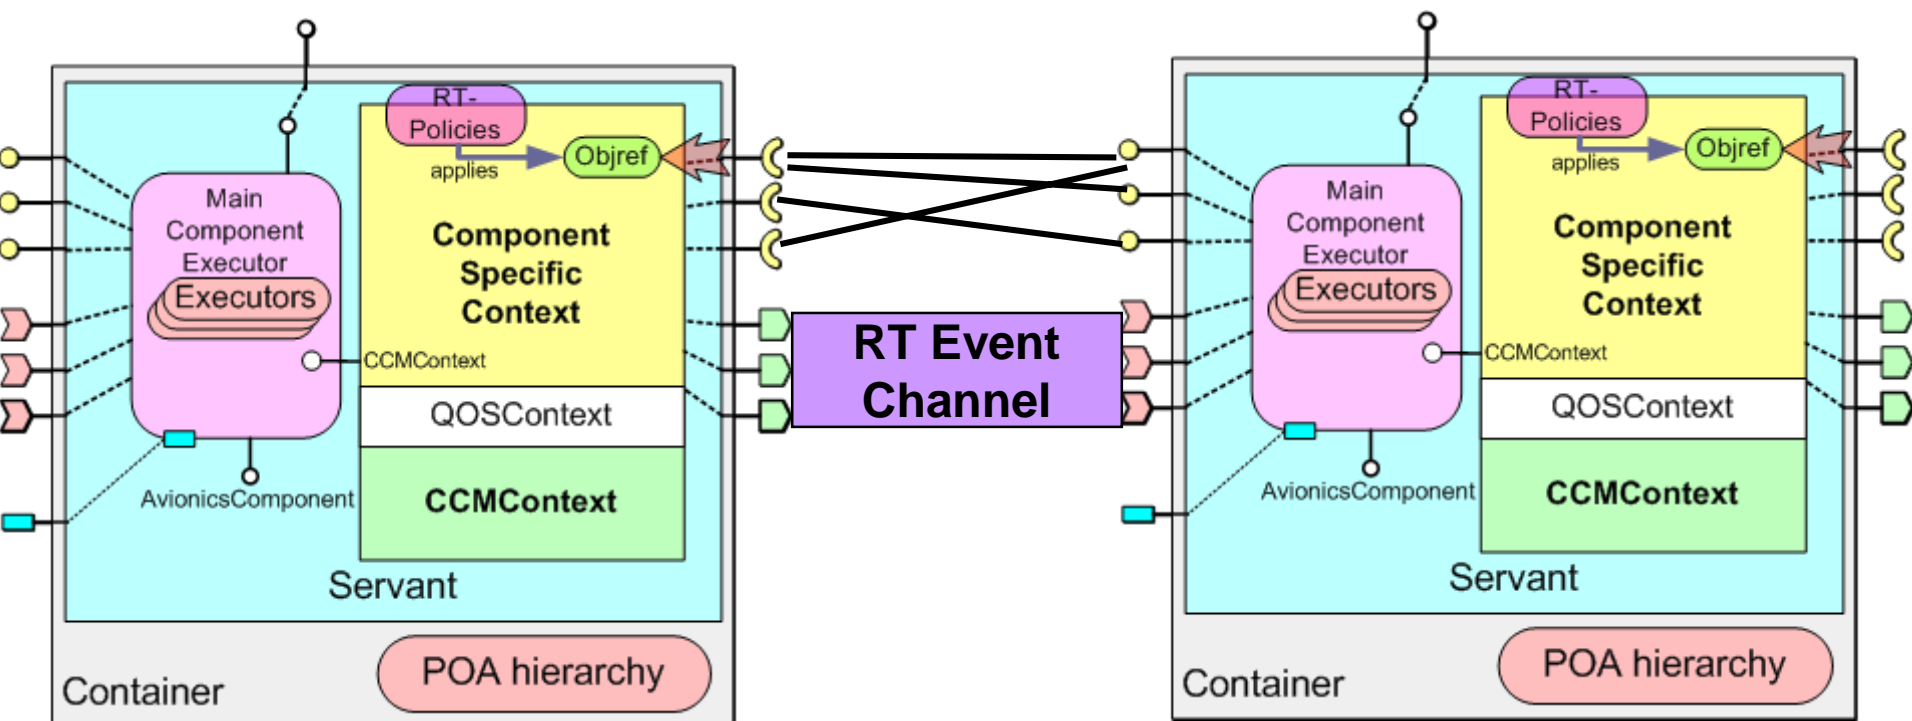 RT-
Policies
applies
Objref
Main
Component
Executor
Executors
CCMContext
Component
Specific
Context
QOSContext
CCMContext
AvionicsComponent
Servant
POA hierarchy
Container
RT Event
Channel
RT-
Policies
applies
Objref
Main
Component
Executor
Executors
CCMContext
Component
Specific
Context
QOSContext
CCMContext
AvionicsComponent
Servant
POA hierarchy
Container